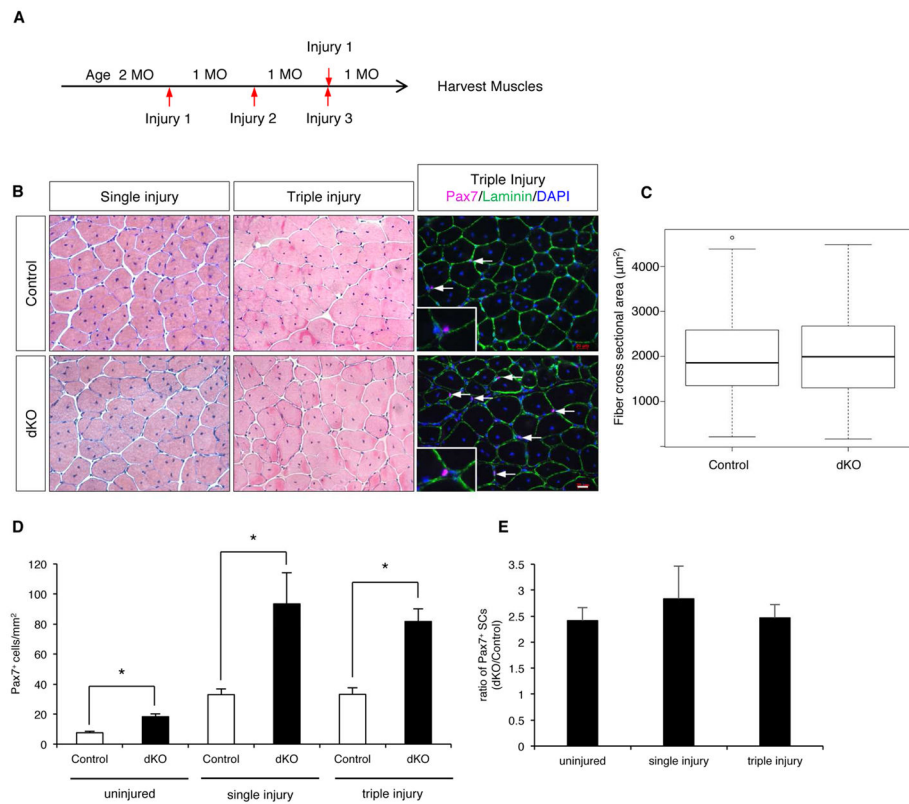 A
Injury 1
Age 2 MO 1 MO 1 MO 1 MO
Harvest Muscles
Injury 1 Injury 2 Injury 3
B
Single injury Triple injury Triple Injury
Pax7/Laminin/DAPI
Control
dKO
C
Fiber cross sectional area (µm²)
4000
3000
2000
1000
0
Control dKO
D
Pax7⁺ cells/mm²
120
100
80
60
40
20
0
*
*
*
Control dKO Control dKO Control dKO
uninjured single injury triple injury
E
ratio of Pax7⁺ SCs
(dKO/Control)
3.5
3
2.5
2
1.5
1
0.5
0
uninjured single injury triple injury